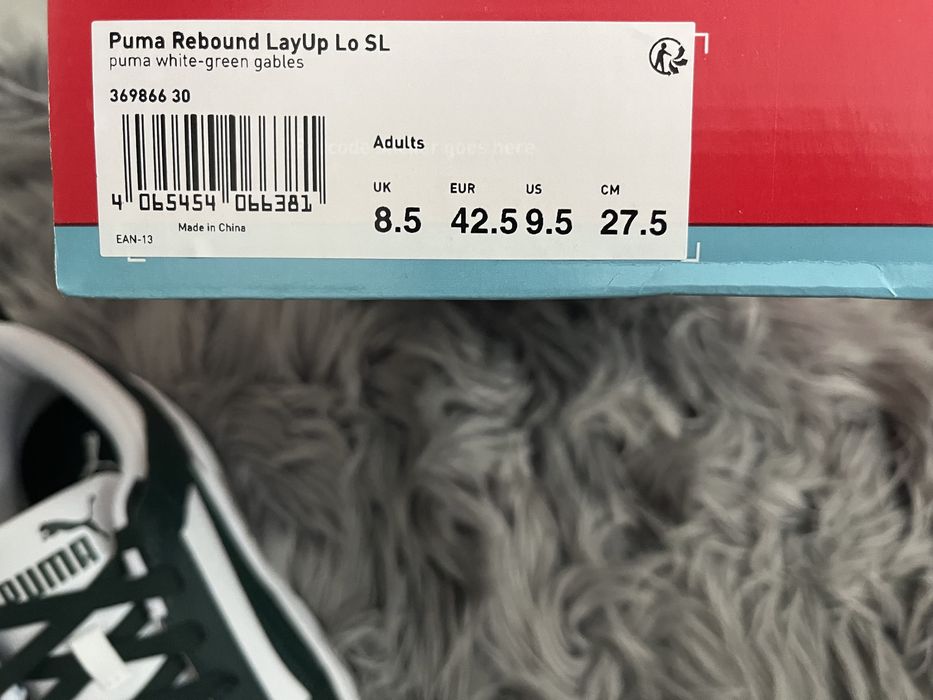 Puma Rebound LayUp Lo SL
puma white-green gables
369866 30
4 065454 066381
Made in China
EAN-13
Adults
UK EUR US CM
8.5 42.5 9.5 27.5
PUMA